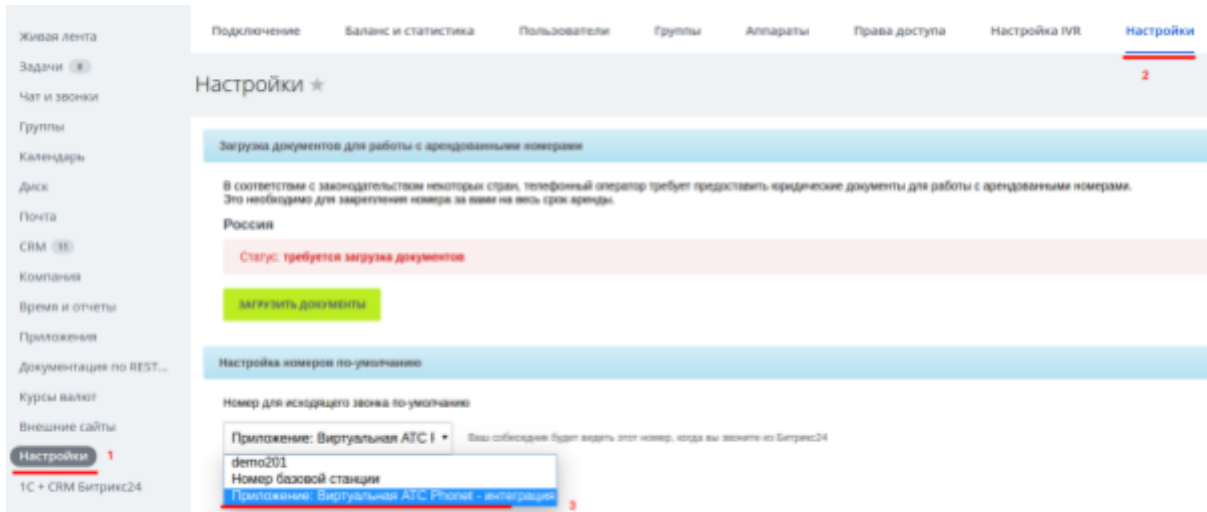 Подключение Баланс и статистика Пользователи Группы Аппараты Права доступа Настройка IVR Настройки
2
Живая лента
Задачи 8
Чат и звонки
Группы
Календарь
Диск
Почта
CRM 11
Компания
Время и отчеты
Приложения
Документация по REST...
Курсы валют
Внешние сайты
Настройки 1
1С + CRM Битрикс24
Настройки
Загрузка документов для работы с арендованными номерами
В соответствии с законодательством некоторых стран, телефонный оператор требует предоставить юридические документы для работы с арендованными номерами.
Это необходимо для закрепления номера за вами на весь срок аренды.
Россия
Статус: требуется загрузка документов
ЗАГРУЗИТЬ ДОКУМЕНТЫ
Настройка номеров по-умолчанию
Номер для исходящего звонка по-умолчанию
Приложение: Виртуальная АТС Ваш собеседник будет видеть этот номер, когда вы звоните из Битрикс24
demo201
Номер базовой станции
Приложение: Виртуальная АТС Phonet - интеграция
3